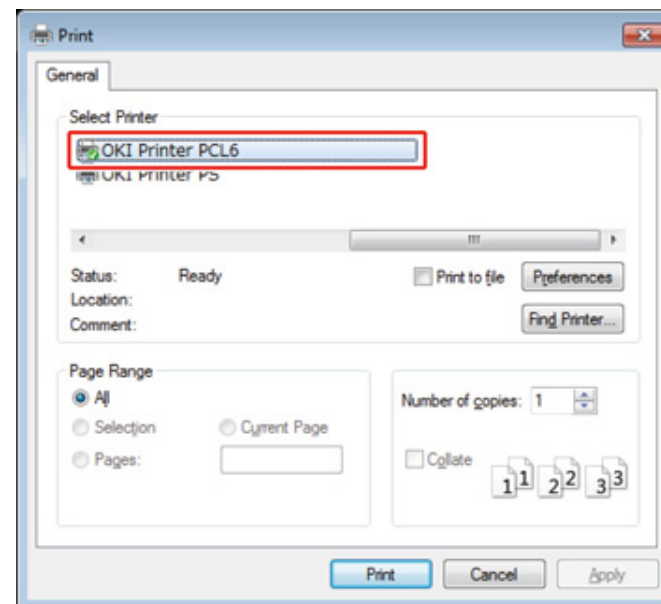 Print
General
Select Printer
OKI Printer PCL6
OKI Printer PS
Status: Ready
Print to file
Preferences
Location:
Comment:
Find Printer...
Page Range
All
Selection
Current Page
Pages:
Number of copies: 1
Collate
1 1 2 2 3 3
Print
Cancel
Apply